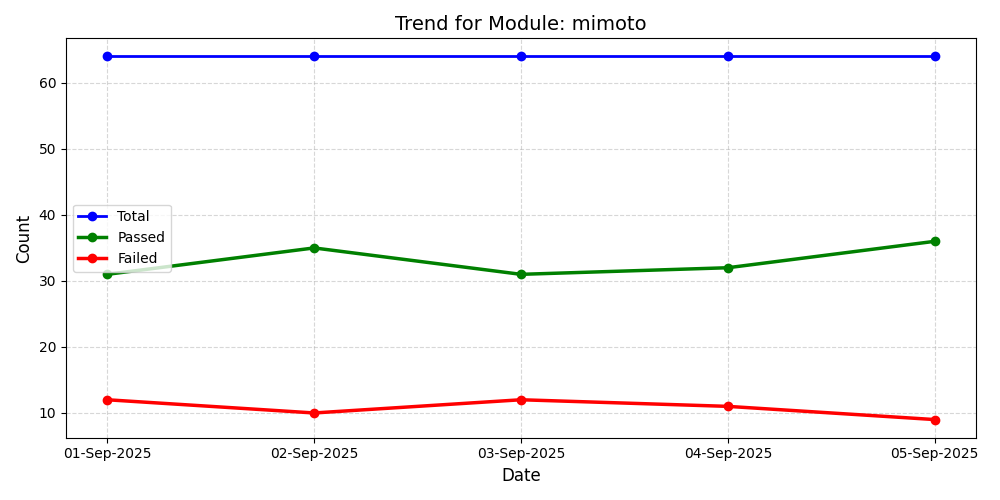 Trend for Module: mimoto
Count
60
50
40
30
20
10
Total
Passed
Failed
01-Sep-2025 02-Sep-2025 03-Sep-2025 04-Sep-2025 05-Sep-2025
Date